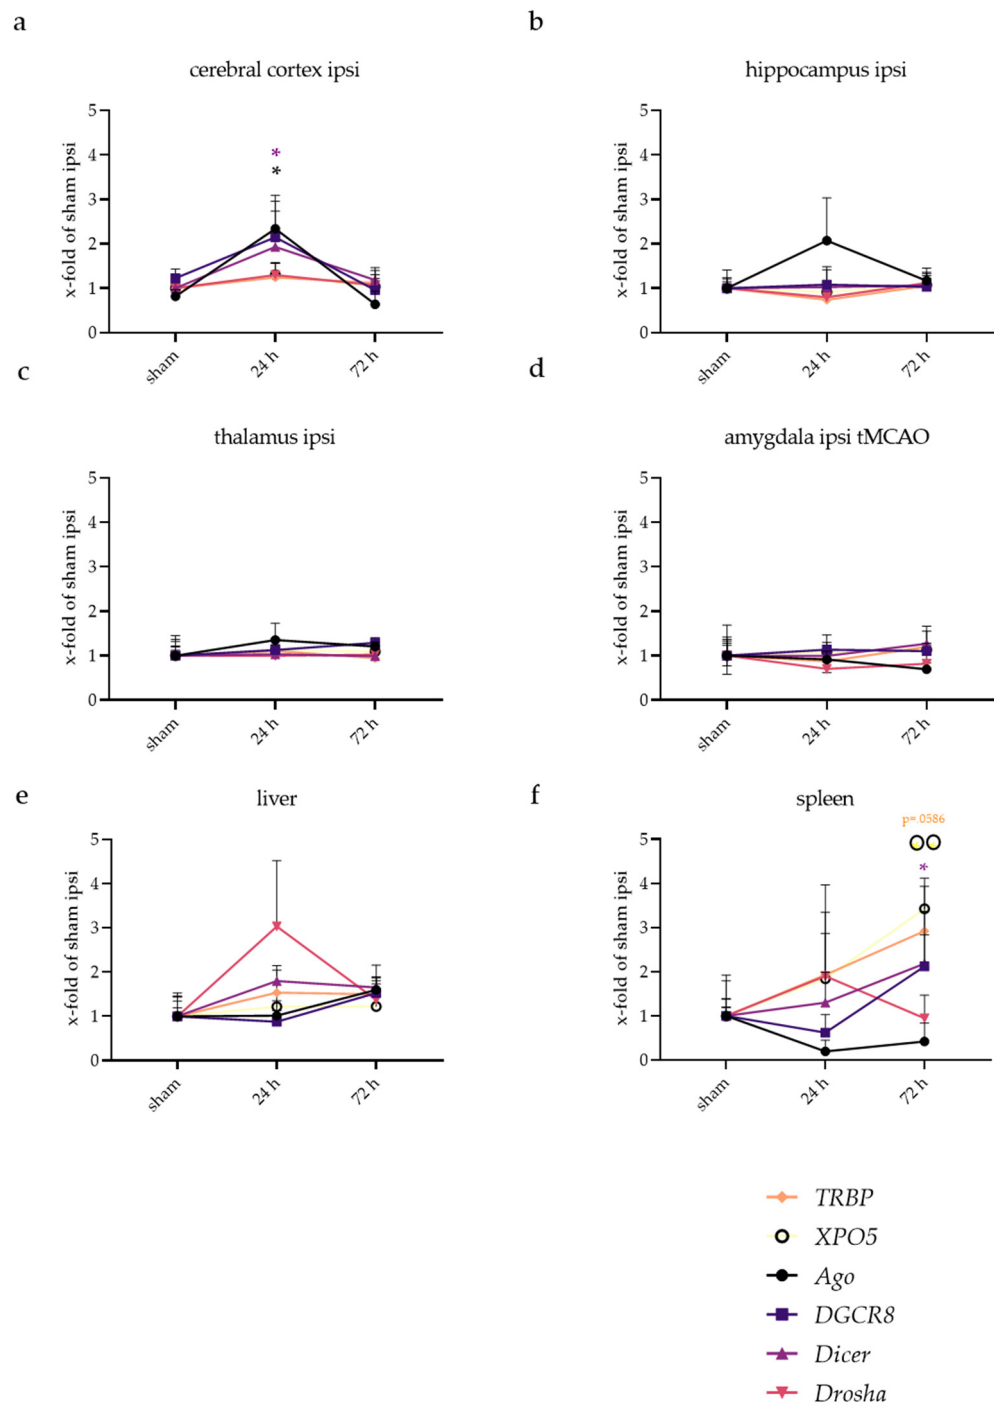 a
cerebral cortex ipsi
x-fold of sham ipsi
5
4
3
2
1
0
*
*
sham
24 h
72 h
b
hippocampus ipsi
x-fold of sham ipsi
5
4
3
2
1
0
sham
24 h
72 h
c
thalamus ipsi
x-fold of sham ipsi
5
4
3
2
1
0
sham
24 h
72 h
d
amygdala ipsi tMCAO
x-fold of sham ipsi
5
4
3
2
1
0
sham
24 h
72 h
e
liver
x-fold of sham ipsi
5
4
3
2
1
0
sham
24 h
72 h
f
spleen
x-fold of sham ipsi
5
4
3
2
1
0
p=.0586
*
sham
24 h
72 h
TRBP
XPO5
Ago
DGCR8
Dicer
Drosha